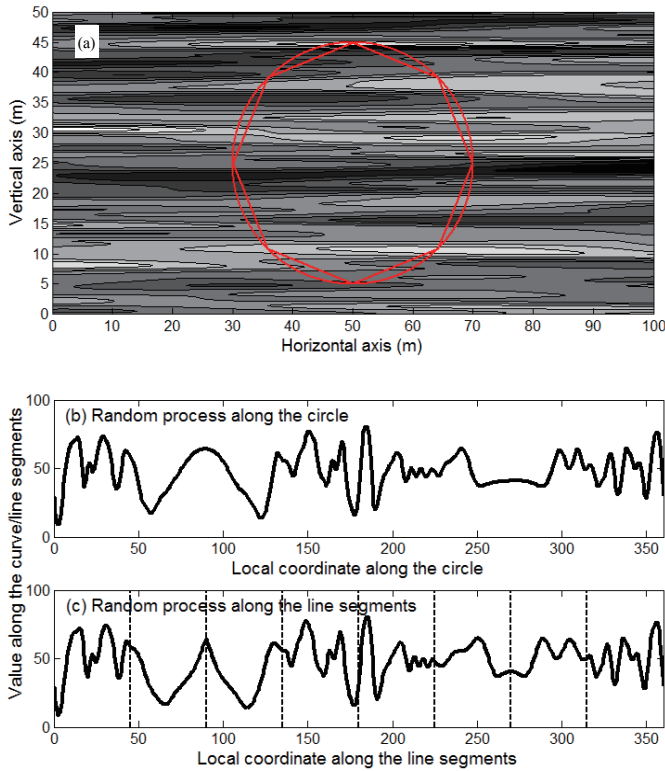 (a)
50
45
40
35
30
25
20
15
10
5
0
Vertical axis (m)
0 10 20 30 40 50 60 70 80 90 100
Horizontal axis (m)
Value along the curve/line segments
(b) Random process along the circle
100
50
0
0 50 100 150 200 250 300 350
Local coordinate along the circle
(c) Random process along the line segments
100
50
0
0 50 100 150 200 250 300 350
Local coordinate along the line segments